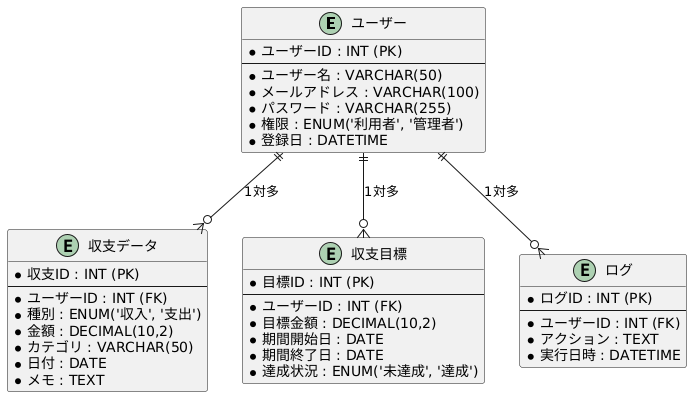 E ユーザー
* ユーザーID : INT (PK)
* ユーザー名 : VARCHAR(50)
* メールアドレス : VARCHAR(100)
* パスワード : VARCHAR(255)
* 権限 : ENUM('利用者', '管理者')
* 登録日 : DATETIME
1対多
1対多
1対多
E 収支データ
* 収支ID : INT (PK)
* ユーザーID : INT (FK)
* 種別 : ENUM('収入', '支出')
* 金額 : DECIMAL(10,2)
* カテゴリ : VARCHAR(50)
* 日付 : DATE
* メモ : TEXT
E 収支目標
* 目標ID : INT (PK)
* ユーザーID : INT (FK)
* 目標金額 : DECIMAL(10,2)
* 期間開始日 : DATE
* 期間終了日 : DATE
* 達成状況 : ENUM('未達成', '達成')
E ログ
* ログID : INT (PK)
* ユーザーID : INT (FK)
* アクション : TEXT
* 実行日時 : DATETIME